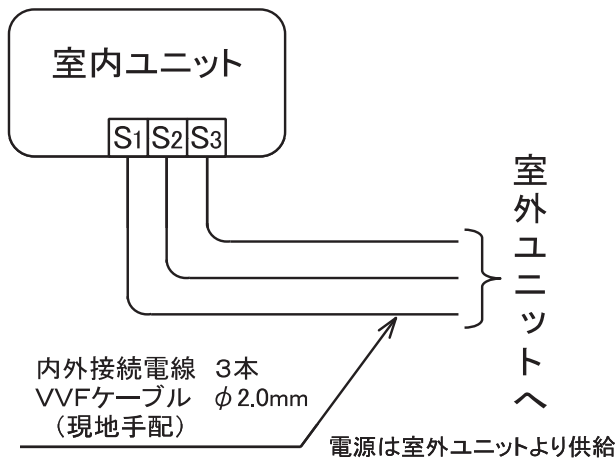 室内ユニット
S1 S2 S3
室外ユニットへ
内外接続電線 3本
VVFケーブル φ2.0mm
(現地手配)
電源は室外ユニットより供給